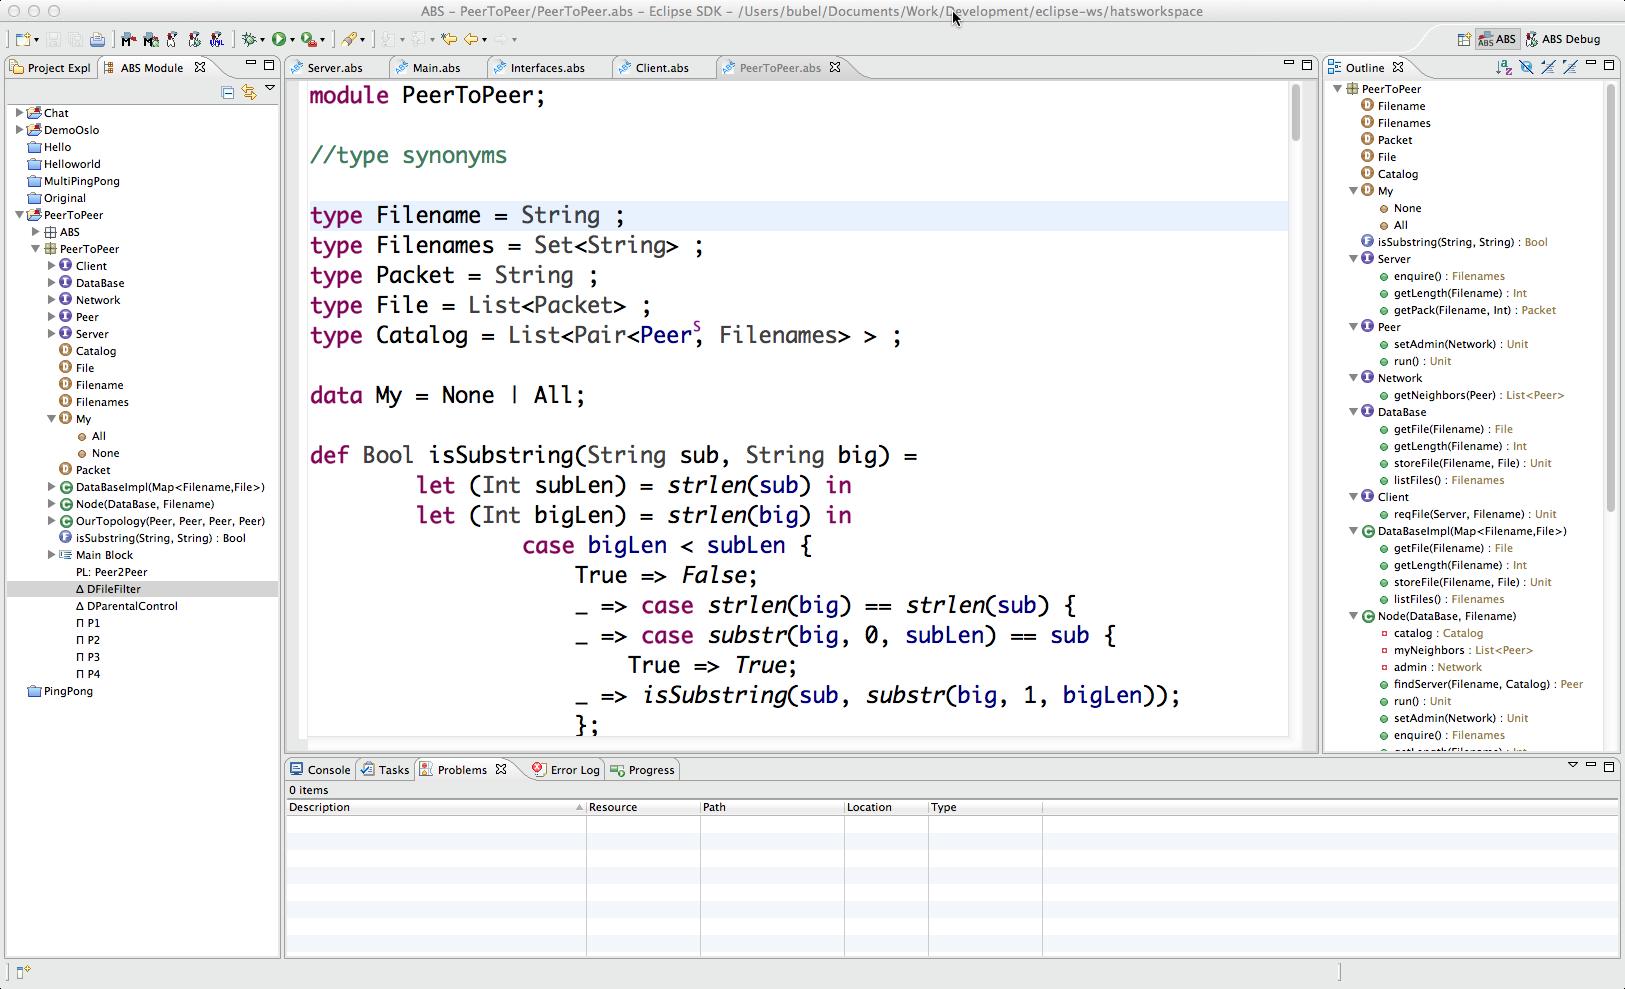 ABS – PeerToPeer/PeerToPeer.abs – Eclipse SDK – /Users/bubel/Documents/Work/Development/eclipse-ws/hatsworkspace
ABS
ABS Debug
Project Expl
ABS Module
Chat
DemoOslo
Hello
Helloworld
MultiPingPong
Original
PeerToPeer
ABS
PeerToPeer
Client
DataBase
Network
Peer
Server
Catalog
File
Filename
Filenames
My
All
None
Packet
DataBaseImpl(Map<Filename,File>)
Node(DataBase, Filename)
OurTopology(Peer, Peer, Peer, Peer)
isSubstring(String, String) : Bool
Main Block
PL: Peer2Peer
Δ DFileFilter
Δ DParentalControl
Π P1
Π P2
Π P3
Π P4
PingPong
Server.abs
Main.abs
Interfaces.abs
Client.abs
PeerToPeer.abs
module PeerToPeer;
//type synonyms
type Filename = String ;
type Filenames = Set<String> ;
type Packet = String ;
type File = List<Packet> ;
type Catalog = List<Pair<Peerˢ, Filenames> > ;
data My = None | All;
def Bool isSubstring(String sub, String big) =
let (Int subLen) = strlen(sub) in
let (Int bigLen) = strlen(big) in
case bigLen < subLen {
True => False;
_ => case strlen(big) == strlen(sub) {
_ => case substr(big, 0, subLen) == sub {
True => True;
_ => isSubstring(sub, substr(big, 1, bigLen));
};
Outline
PeerToPeer
Filename
Filenames
Packet
File
Catalog
My
None
All
isSubstring(String, String) : Bool
Server
enquire() : Filenames
getLength(Filename) : Int
getPack(Filename, Int) : Packet
Peer
setAdmin(Network) : Unit
run() : Unit
Network
getNeighbors(Peer) : List<Peer>
DataBase
getFile(Filename) : File
getLength(Filename) : Int
storeFile(Filename, File) : Unit
listFiles() : Filenames
Client
reqFile(Server, Filename) : Unit
DataBaseImpl(Map<Filename,File>)
getFile(Filename) : File
getLength(Filename) : Int
storeFile(Filename, File) : Unit
listFiles() : Filenames
Node(DataBase, Filename)
catalog : Catalog
myNeighbors : List<Peer>
admin : Network
findServer(Filename, Catalog) : Peer
run() : Unit
setAdmin(Network) : Unit
enquire() : Filenames
getLength(Filename) : Int
Console
Tasks
Problems
Error Log
Progress
0 items
Description
Resource
Path
Location
Type